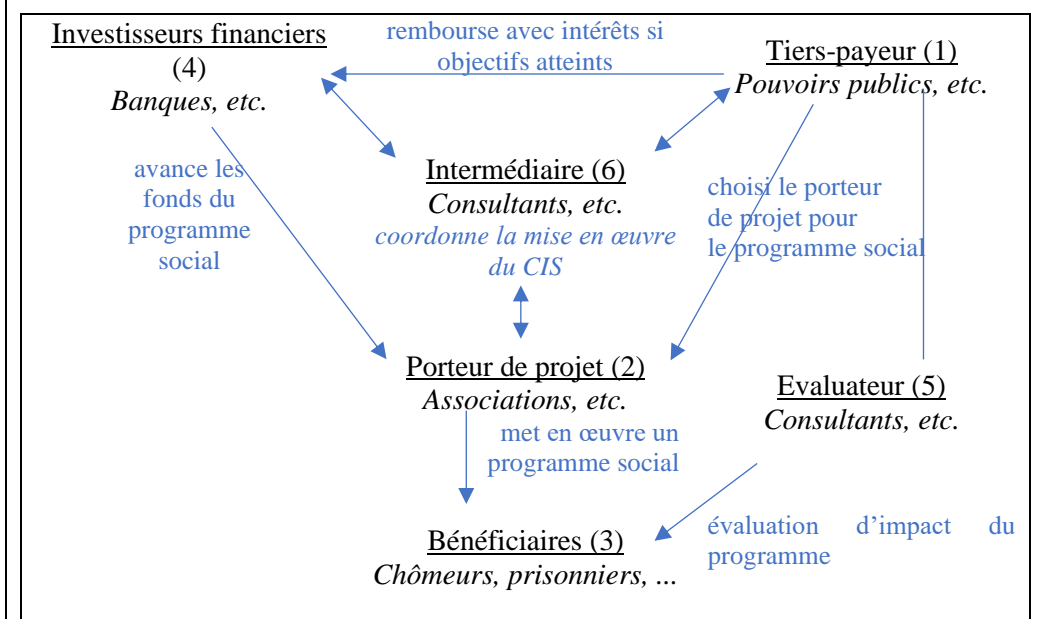 Investisseurs financiers
(4)
Banques, etc.
rembourse avec intérêts si
objectifs atteints
Tiers-payeur (1)
Pouvoirs publics, etc.
avance les
fonds du
programme
social
Intermédiaire (6)
Consultants, etc.
coordonne la mise en œuvre
du CIS
choisi le porteur
de projet pour
le programme social
Porteur de projet (2)
Associations, etc.
Evaluateur (5)
Consultants, etc.
met en œuvre un
programme social
Bénéficiaires (3)
Chômeurs, prisonniers, ...
évaluation d’impact du
programme